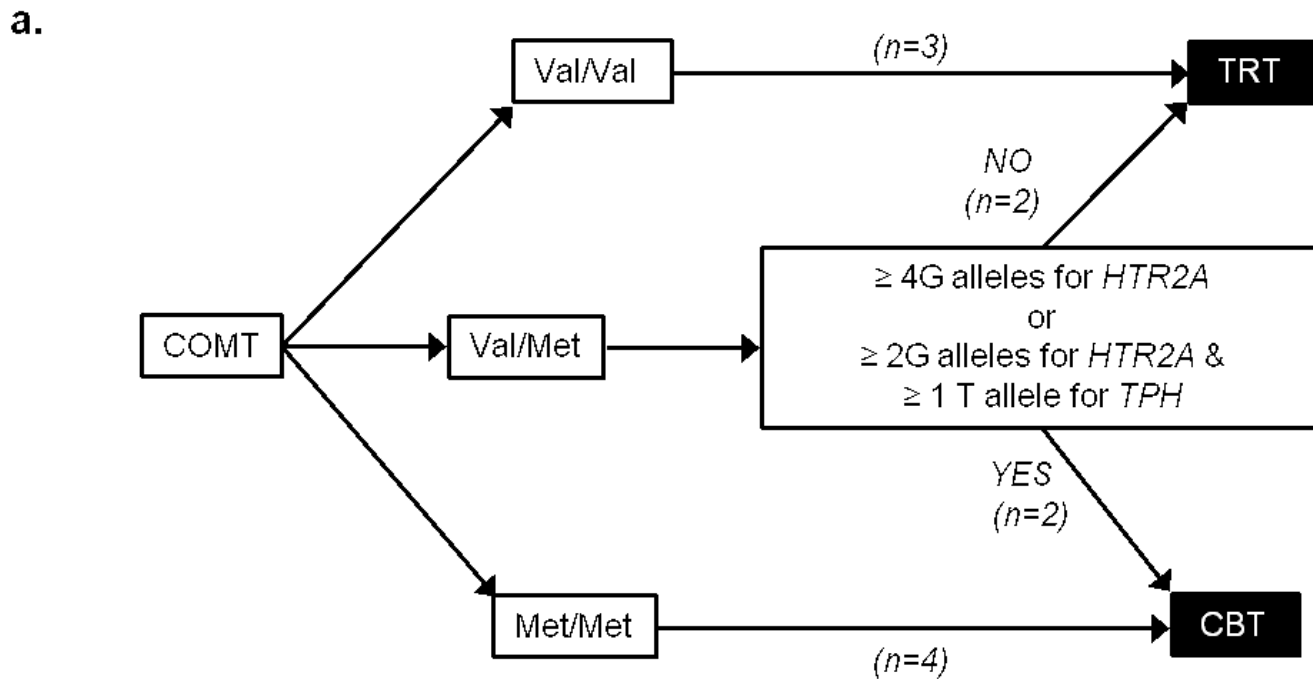 a.
Val/Val
(n=3)
TRT
NO
(n=2)
COMT
Val/Met
≥ 4G alleles for HTR2A
or
≥ 2G alleles for HTR2A &
≥ 1 T allele for TPH
YES
(n=2)
Met/Met
(n=4)
CBT